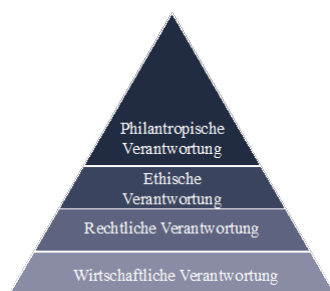 Philantropische
Verantwortung
Ethische
Verantwortung
Rechtliche Verantwortung
Wirtschaftliche Verantwortung